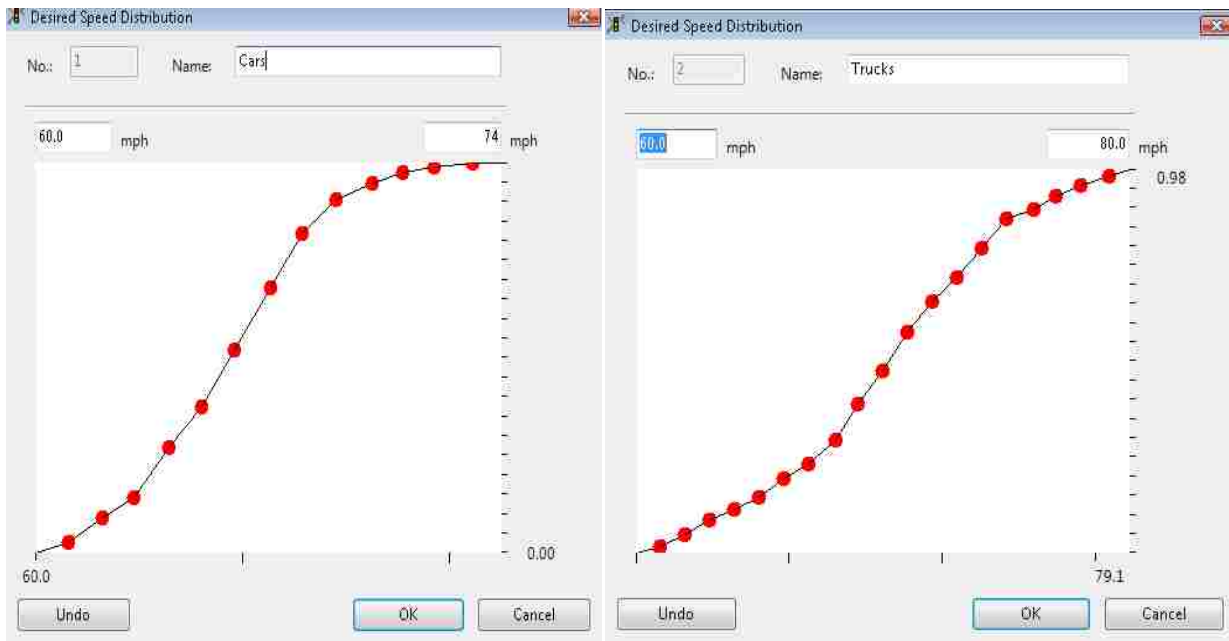 Desired Speed Distribution
No.: 1 Name: Cars
60.0 mph 74 mph
0.00
60.0
Undo OK Cancel
Desired Speed Distribution
No.: 2 Name: Trucks
60.0 mph 80.0 mph
0.98
79.1
Undo OK Cancel